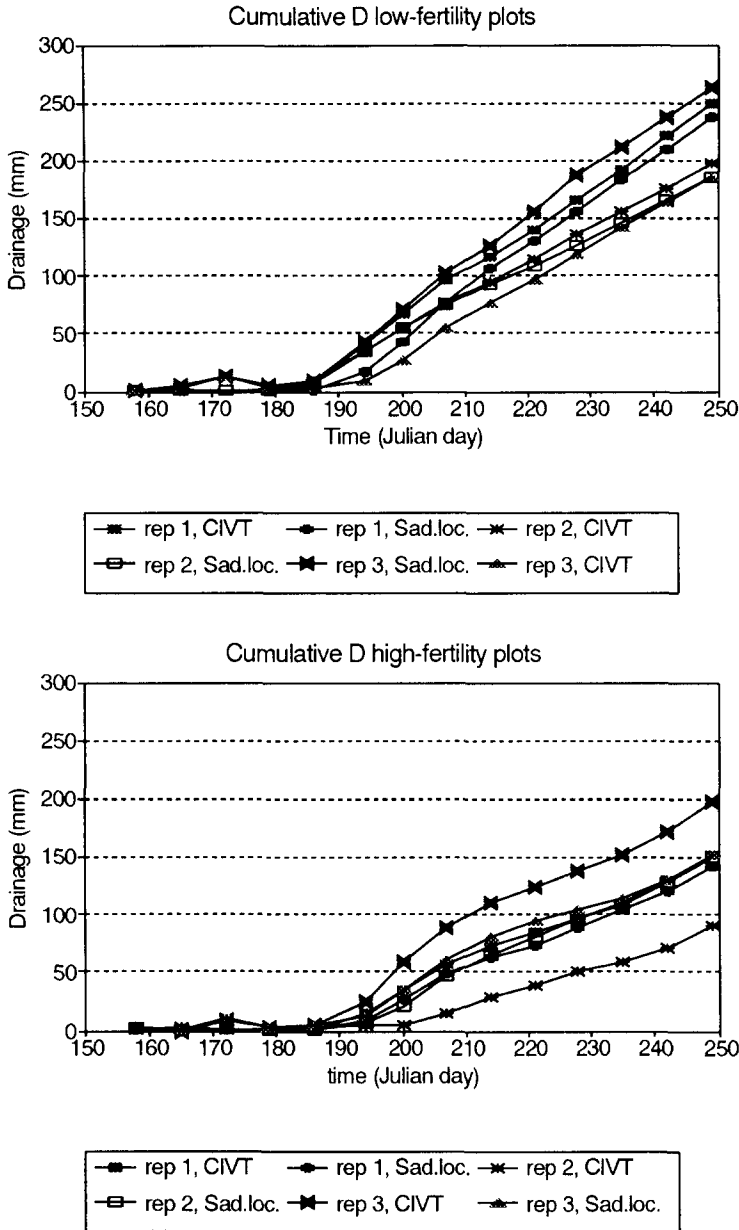 Cumulative D low-fertility plots
300
250
200
150
100
50
0
Drainage (mm)
150 160 170 180 190 200 210 220 230 240 250
Time (Julian day)
rep 1, CIVT rep 1, Sad.loc. rep 2, CIVT
rep 2, Sad.loc. rep 3, Sad.loc. rep 3, CIVT
Cumulative D high-fertility plots
300
250
200
150
100
50
0
Drainage (mm)
150 160 170 180 190 200 210 220 230 240 250
time (Julian day)
rep 1, CIVT rep 1, Sad.loc. rep 2, CIVT
rep 2, Sad.loc. rep 3, CIVT rep 3, Sad.loc.